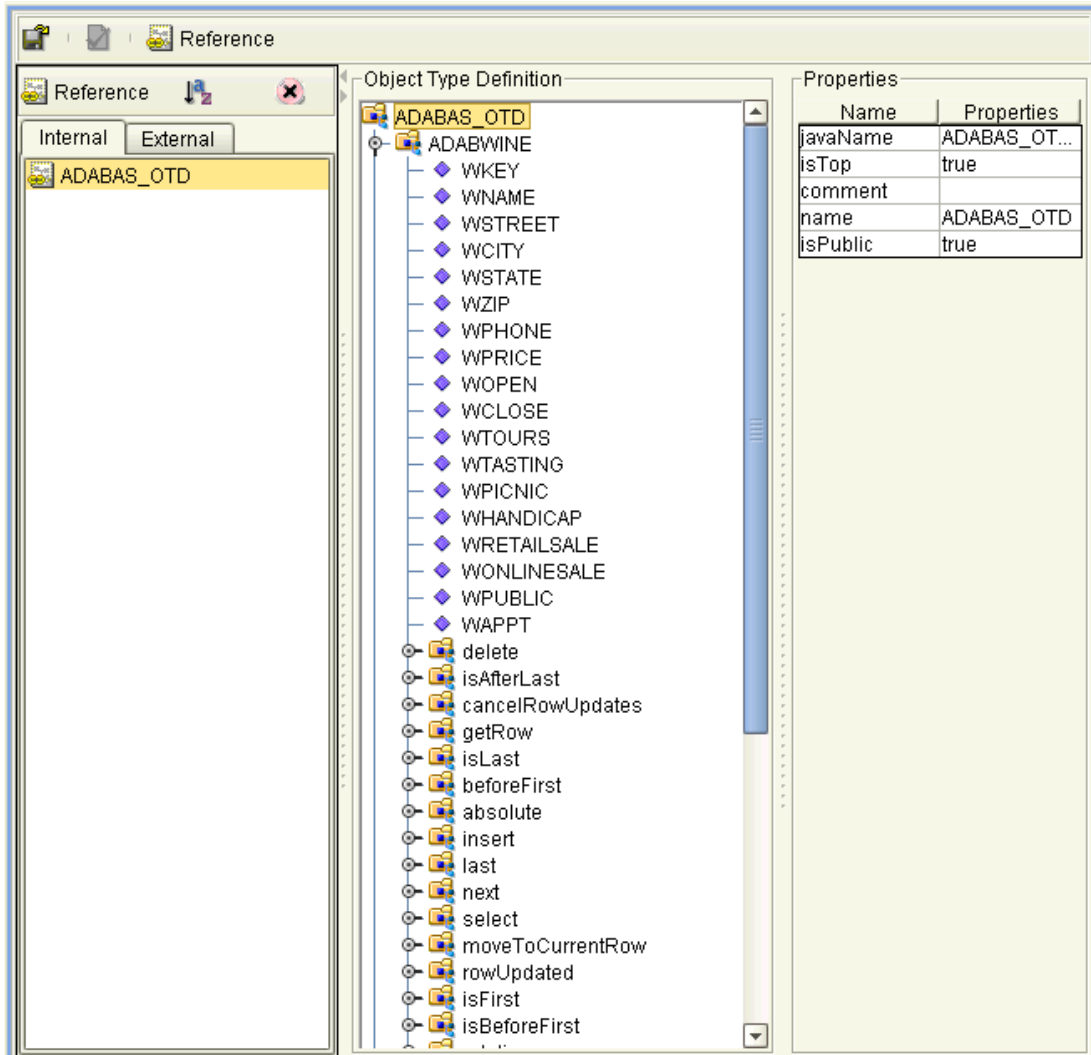 Reference
Reference
Internal External
ADABAS_OTD
Object Type Definition
ADABAS_OTD
ADABWINE
WKEY
WNAME
WSTREET
WCITY
WSTATE
WZIP
WPHONE
WPRICE
WOPEN
WCLOSE
WTOURS
WTASTING
WPICNIC
WHANDICAP
WRETAILSALE
WONLINESALE
WPUBLIC
WAPPT
delete
isAfterLast
cancelRowUpdates
getRow
isLast
beforeFirst
absolute
insert
last
next
select
moveToCurrentRow
rowUpdated
isFirst
isBeforeFirst
Properties
Name Properties
javaName ADABAS_OT...
isTop true
comment
name ADABAS_OTD
isPublic true